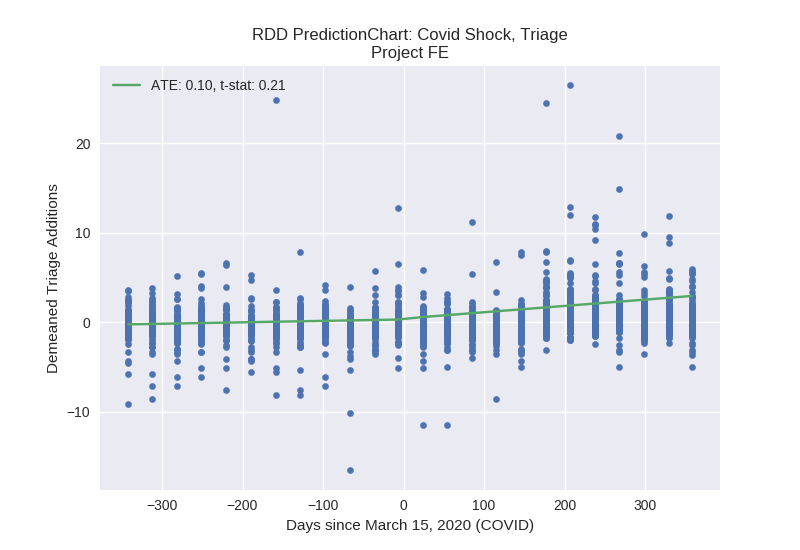 RDD PredictionChart: Covid Shock, Triage
Project FE
ATE: 0.10, t-stat: 0.21
20
10
0
−10
Demeaned Triage Additions
−300 −200 −100 0 100 200 300
Days since March 15, 2020 (COVID)